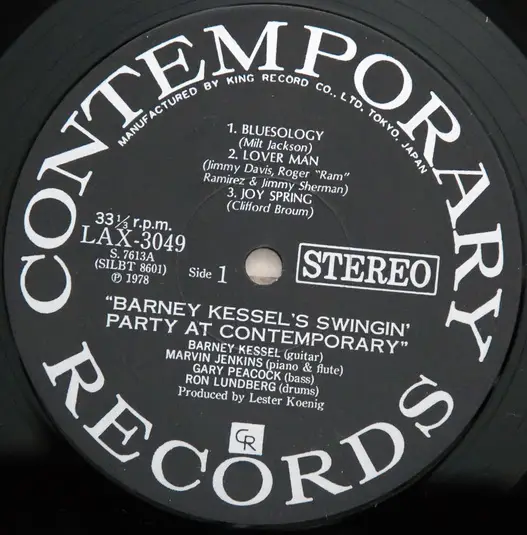 CONTEMPORARY
MANUFACTURED BY KING RECORD CO., LTD, TOKYO, JAPAN
1. BLUESOLOGY
(Milt Jackson)
2. LOVER MAN
(Jimmy Davis, Roger "Ram"
Ramirez & Jimmy Sherman)
3. JOY SPRING
(Clifford Broum)
33⅓ r.p.m.
LAX-3049
S. 7613A
(SILBT 8601)
Ⓟ 1978
Side 1
STEREO
"BARNEY KESSEL'S SWINGIN'
PARTY AT CONTEMPORARY"
BARNEY KESSEL (guitar)
MARVIN JENKINS (piano & flute)
GARY PEACOCK (bass)
RON LUNDBERG (drums)
Produced by Lester Koenig
CR
RECORDS